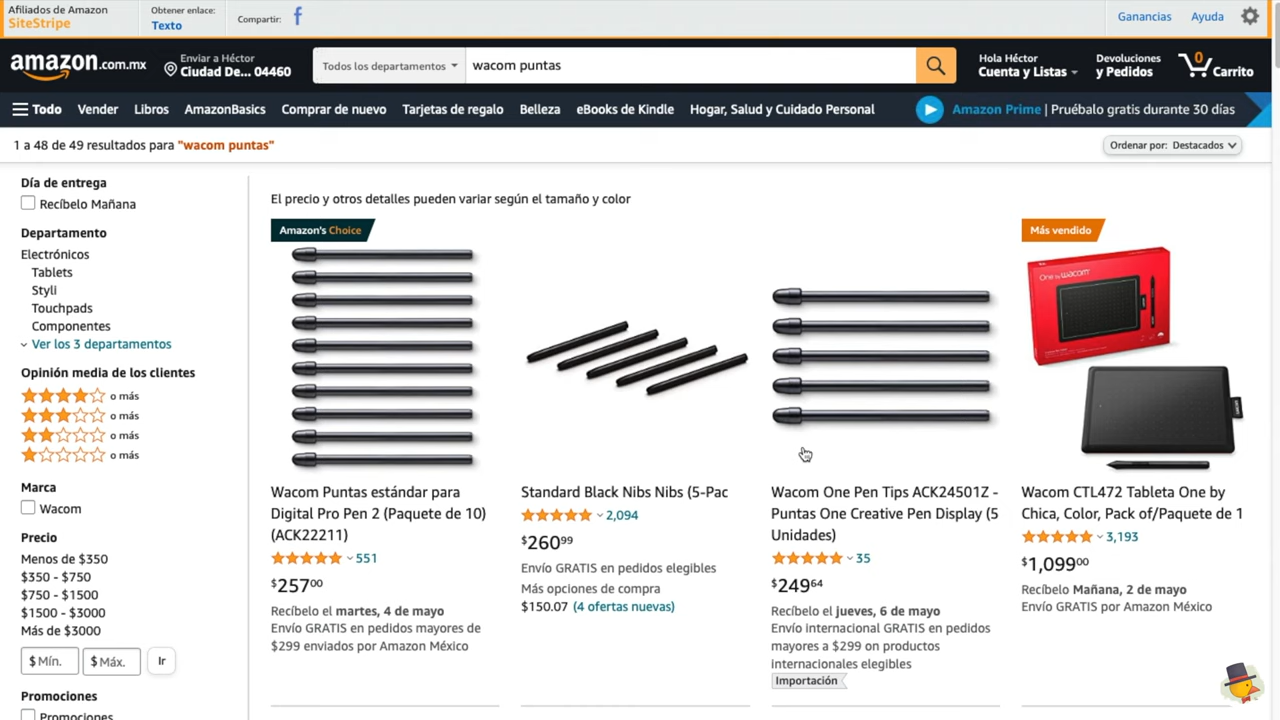 Afiliados de Amazon
SiteStripe
Obtener enlace:
Texto
Compartir:
Ganancias
Ayuda
amazon.com.mx
Enviar a Héctor
Ciudad De... 04460
Todos los departamentos
wacom puntas
Hola Héctor
Cuenta y Listas
Devoluciones
y Pedidos
0
Carrito
Todo
Vender
Libros
AmazonBasics
Comprar de nuevo
Tarjetas de regalo
Belleza
eBooks de Kindle
Hogar, Salud y Cuidado Personal
Amazon Prime | Pruébalo gratis durante 30 días
1 a 48 de 49 resultados para "wacom puntas"
Ordenar por: Destacados
Día de entrega
Recíbelo Mañana
Departamento
Electrónicos
Tablets
Styli
Touchpads
Componentes
Ver los 3 departamentos
Opinión media de los clientes
o más
o más
o más
o más
Marca
Wacom
Precio
Menos de $350
$350 - $750
$750 - $1500
$1500 - $3000
Más de $3000
$ Mín.
$ Máx.
Ir
Promociones
Promociones
El precio y otros detalles pueden variar según el tamaño y color
Amazon's Choice
Wacom Puntas estándar para
Digital Pro Pen 2 (Paquete de 10)
(ACK22211)
551
$25700
Recíbelo el martes, 4 de mayo
Envío GRATIS en pedidos mayores de
$299 enviados por Amazon México
Standard Black Nibs Nibs (5-Pac
2,094
$26099
Envío GRATIS en pedidos elegibles
Más opciones de compra
$150.07 (4 ofertas nuevas)
Wacom One Pen Tips ACK24501Z -
Puntas One Creative Pen Display (5
Unidades)
35
$24964
Recíbelo el jueves, 6 de mayo
Envío internacional GRATIS en pedidos
mayores a $299 on productos
internacionales elegibles
Importación
Más vendido
One by wacom
Wacom CTL472 Tableta One by
Chica, Color, Pack of/Paquete de 1
3,193
$1,09900
Recíbelo Mañana, 2 de mayo
Envío GRATIS por Amazon México